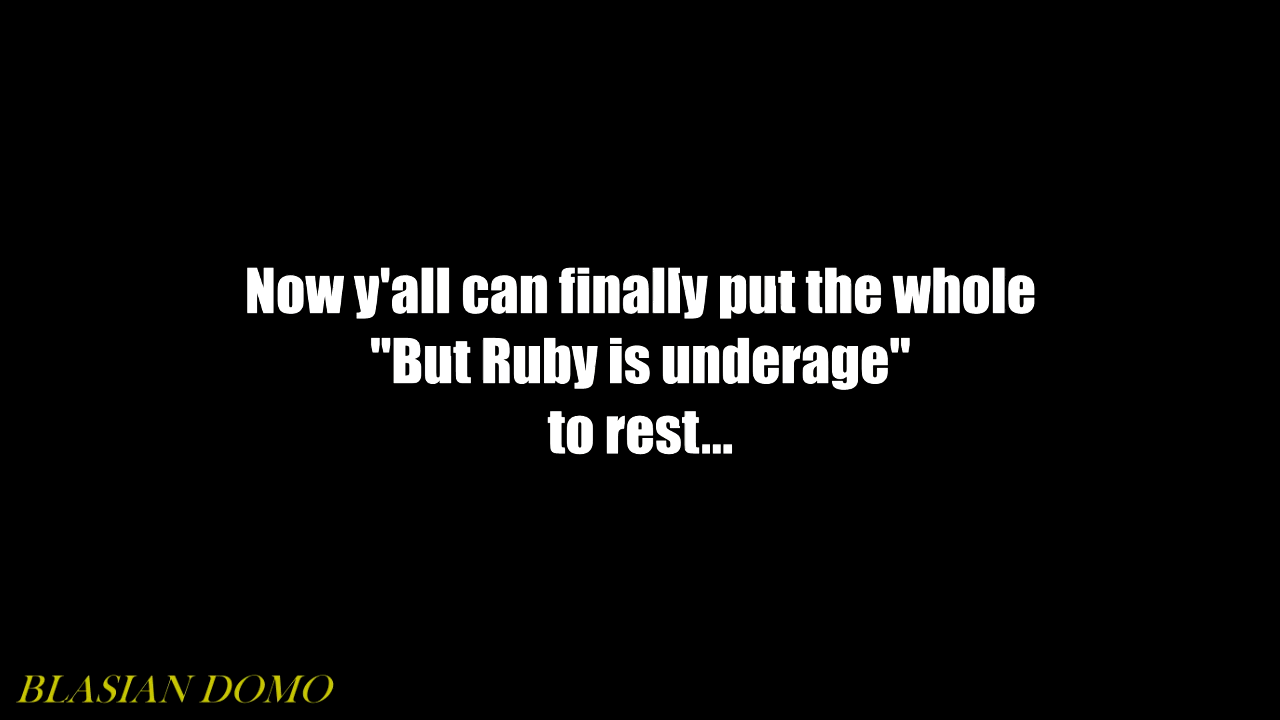 Now y'all can finally put the whole
"But Ruby is underage"
to rest...
BLASIAN DOMO